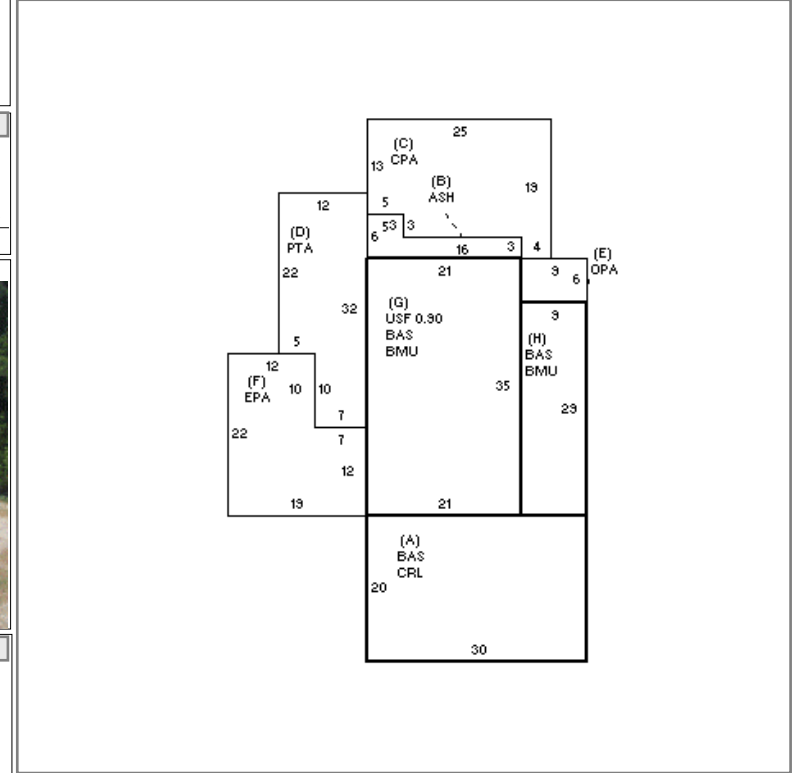 25
(C)
CPA
13
(B)
ASH
19
12
5
(D)
PTA
53 3
6
16 3 4
(E)
OPA
22
21
9 6
32
(G)
USF 0.90
BAS
BMU
9
(H)
BAS
BMU
5
12
(F)
EPA
10 10
35
29
7
22
7
12
19
21
(A)
BAS
CRL
20
30